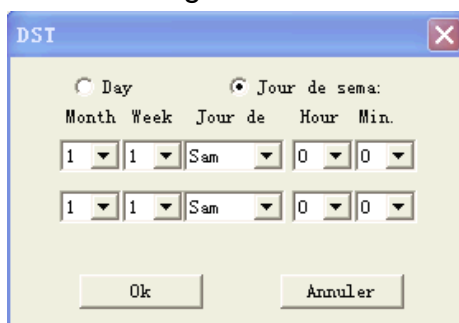 DST
Day Jour de sema:
Month Week Jour de Hour Min.
1 1 Sam 0 0
1 1 Sam 0 0
Ok Annuler